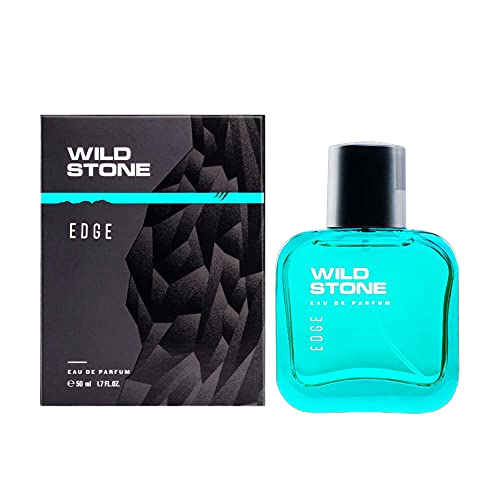 WILD
STONE
EDGE
EAU DE PARFUM
℮ 50 ml 1.7 FL.OZ.
WILD
STONE
EAU DE PARFUM
EDGE